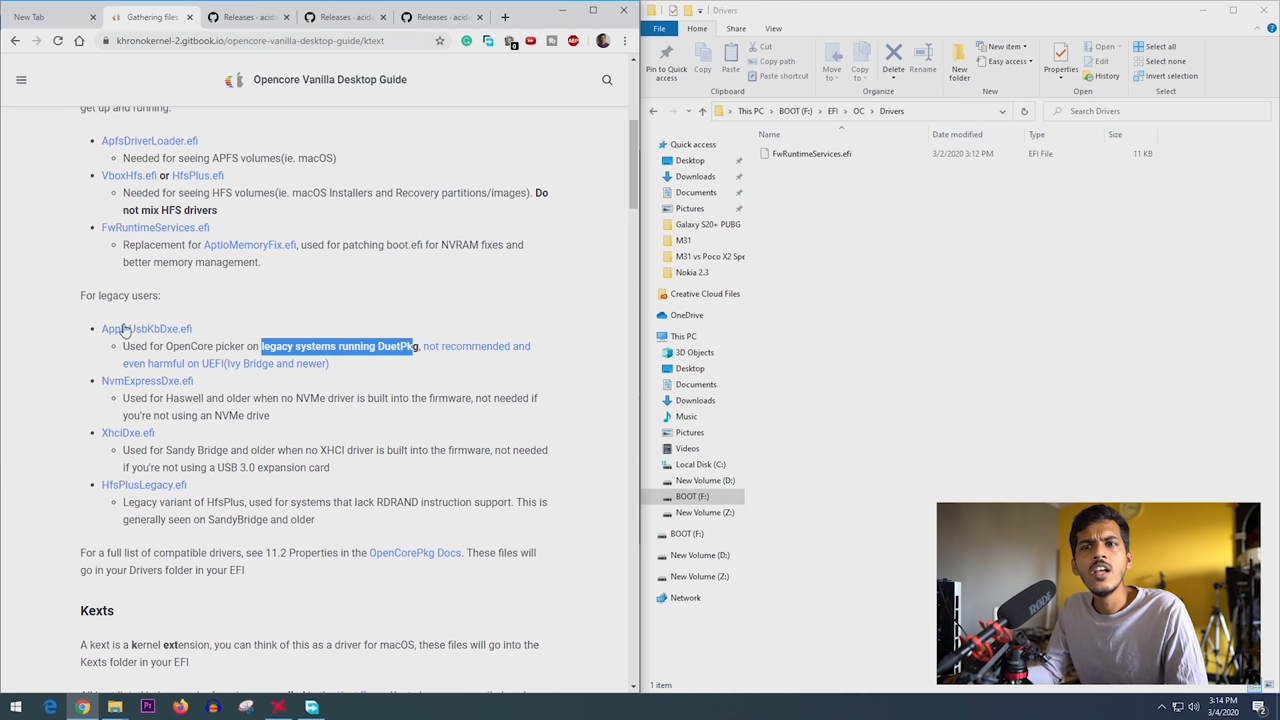 New Tab
Gathering files
Releases · acida
Releases · acida
Releases · acida
khronokernel-2.gitbook.io/opencore-vanilla-desktop-guide/ktext
Opencore Vanilla Desktop Guide
get up and running.
ApfsDriverLoader.efi
Needed for seeing APFS volumes(ie. macOS)
VboxHfs.efi or HfsPlus.efi
Needed for seeing HFS volumes(ie. macOS Installers and Recovery partitions/images). Do
not mix HFS drivers
FwRuntimeServices.efi
Replacement for AptioMemoryFix.efi, used for patching boot.efi for NVRAM fixes and
better memory management.
For legacy users:
AppleUsbKbDxe.efi
Used for OpenCore picker on legacy systems running DuetPkg, not recommended and
even harmful on UEFI(Ivy Bridge and newer)
NvmExpressDxe.efi
Used for Haswell and older when no NVMe driver is built into the firmware, not needed if
you're not using an NVMe drive
XhciDxe.efi
Used for Sandy Bridge and older when no XHCI driver is built into the firmware, not needed
if you're not using a USB 3.0 expansion card
HfsPlusLegacy.efi
Legacy variant of HfsPlus, used for systems that lack RDRAND instruction support. This is
generally seen on SandyBridge and older
For a full list of compatible drivers, see 11.2 Properties in the OpenCorePkg Docs. These files will
go in your Drivers folder in your EFI
Kexts
A kext is a kernel extension, you can think of this as a driver for macOS, these files will go into the
Kexts folder in your EFI
Drivers
File Home Share View
Pin to Quick access
Copy
Paste
Cut
Copy path
Paste shortcut
Clipboard
Move to
Copy to
Delete
Rename
Organize
New folder
New item
Easy access
New
Properties
Open
Edit
History
Open
Select all
Select none
Invert selection
Select
This PC > BOOT (F:) > EFI > OC > Drivers
Search Drivers
Name Date modified Type Size
FwRuntimeServices.efi 3/2/2020 3:12 PM EFI File 11 KB
Quick access
Desktop
Downloads
Documents
Pictures
Galaxy S20+ PUBG
M31
M31 vs Poco X2 Spe
Nokia 2.3
Creative Cloud Files
OneDrive
This PC
3D Objects
Desktop
Documents
Downloads
Music
Pictures
Videos
Local Disk (C:)
New Volume (D:)
BOOT (F:)
New Volume (Z:)
BOOT (F:)
New Volume (D:)
New Volume (Z:)
Network
1 item
RODE
3:14 PM
3/4/2020